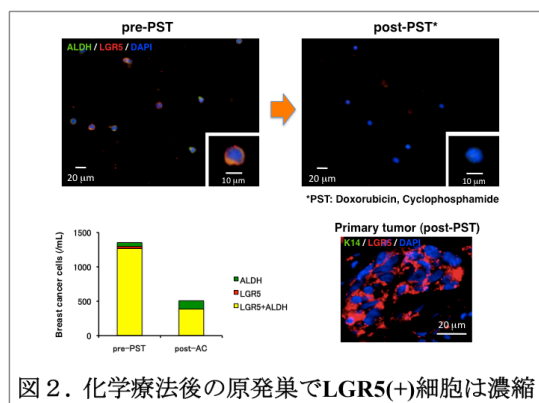 pre-PST
post-PST*
ALDH / LGR5 / DAPI
20 μm
10 μm
20 μm
10 μm
*PST: Doxorubicin, Cyclophosphamide
Breast cancer cells (/mL)
1500
1000
500
0
pre-PST
post-AC
ALDH
LGR5
LGR5+ALDH
Primary tumor (post-PST)
K14 / LGR5 / DAPI
20 μm
図２. 化学療法後の原発巣でLGR5(+)細胞は濃縮